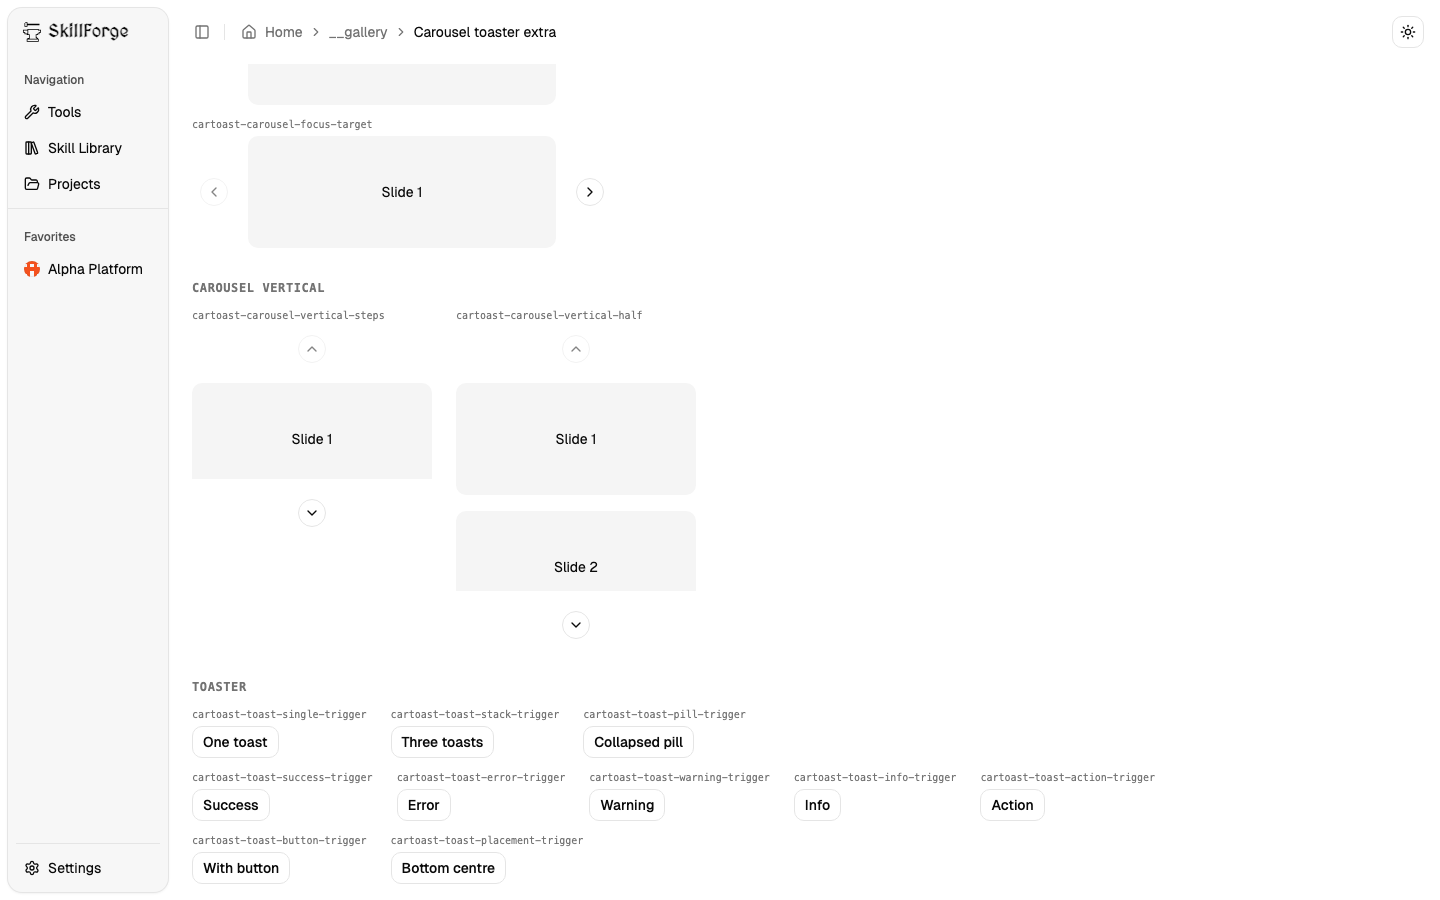 SkillForge
Home
__gallery
Carousel toaster extra
Navigation
Tools
Skill Library
Projects
Favorites
Alpha Platform
Settings
cartoast-carousel-focus-target
Slide 1
CAROUSEL VERTICAL
cartoast-carousel-vertical-steps
cartoast-carousel-vertical-half
Slide 1
Slide 1
Slide 2
TOASTER
cartoast-toast-single-trigger
cartoast-toast-stack-trigger
cartoast-toast-pill-trigger
One toast
Three toasts
Collapsed pill
cartoast-toast-success-trigger
cartoast-toast-error-trigger
cartoast-toast-warning-trigger
cartoast-toast-info-trigger
cartoast-toast-action-trigger
Success
Error
Warning
Info
Action
cartoast-toast-button-trigger
cartoast-toast-placement-trigger
With button
Bottom centre